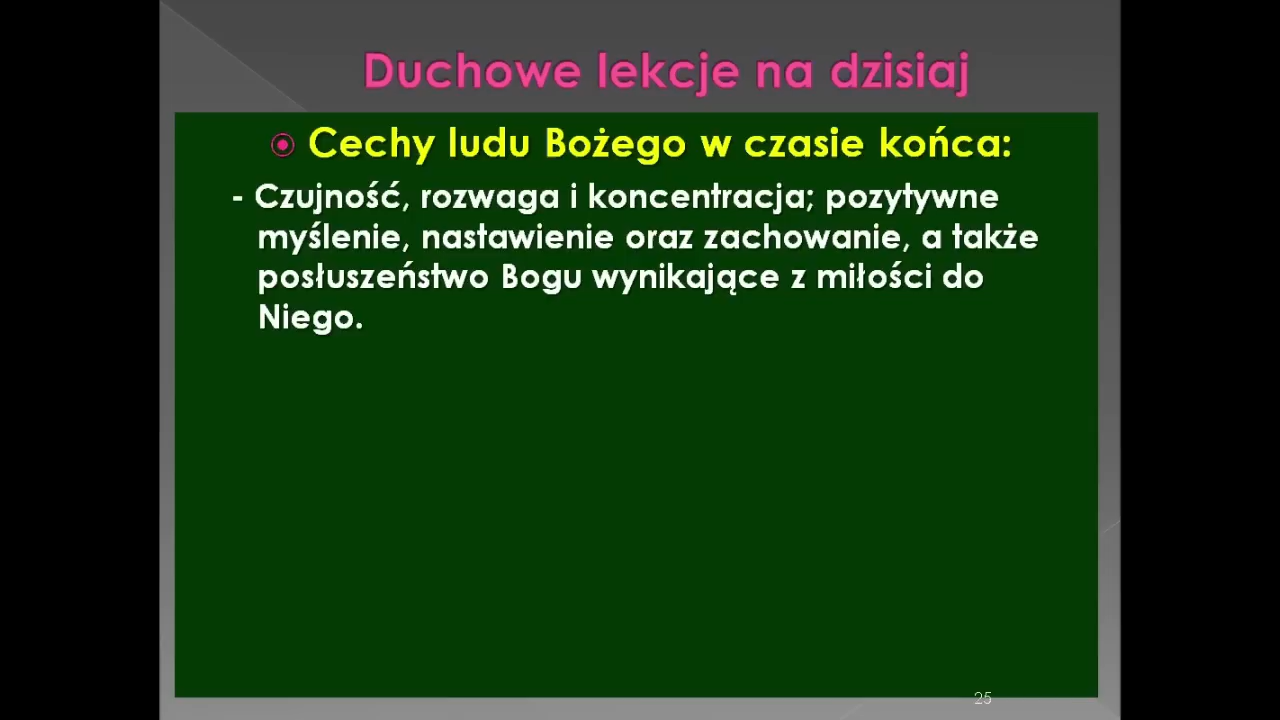 Duchowe lekcje na dzisiaj
Cechy ludu Bożego w czasie końca:
- Czujność, rozwaga i koncentracja; pozytywne
myślenie, nastawienie oraz zachowanie, a także
posłuszeństwo Bogu wynikające z miłości do
Niego.
25